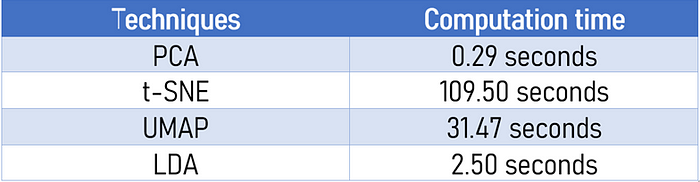 Techniques Computation time
PCA 0.29 seconds
t-SNE 109.50 seconds
UMAP 31.47 seconds
LDA 2.50 seconds